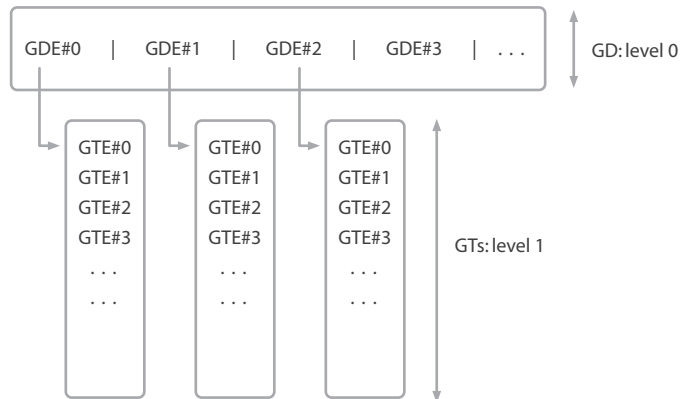 GDE#0 | GDE#1 | GDE#2 | GDE#3 | . . .
GD: level 0
GTE#0
GTE#1
GTE#2
GTE#3
. . .
. . .
GTE#0
GTE#1
GTE#2
GTE#3
. . .
. . .
GTE#0
GTE#1
GTE#2
GTE#3
. . .
. . .
GTs: level 1